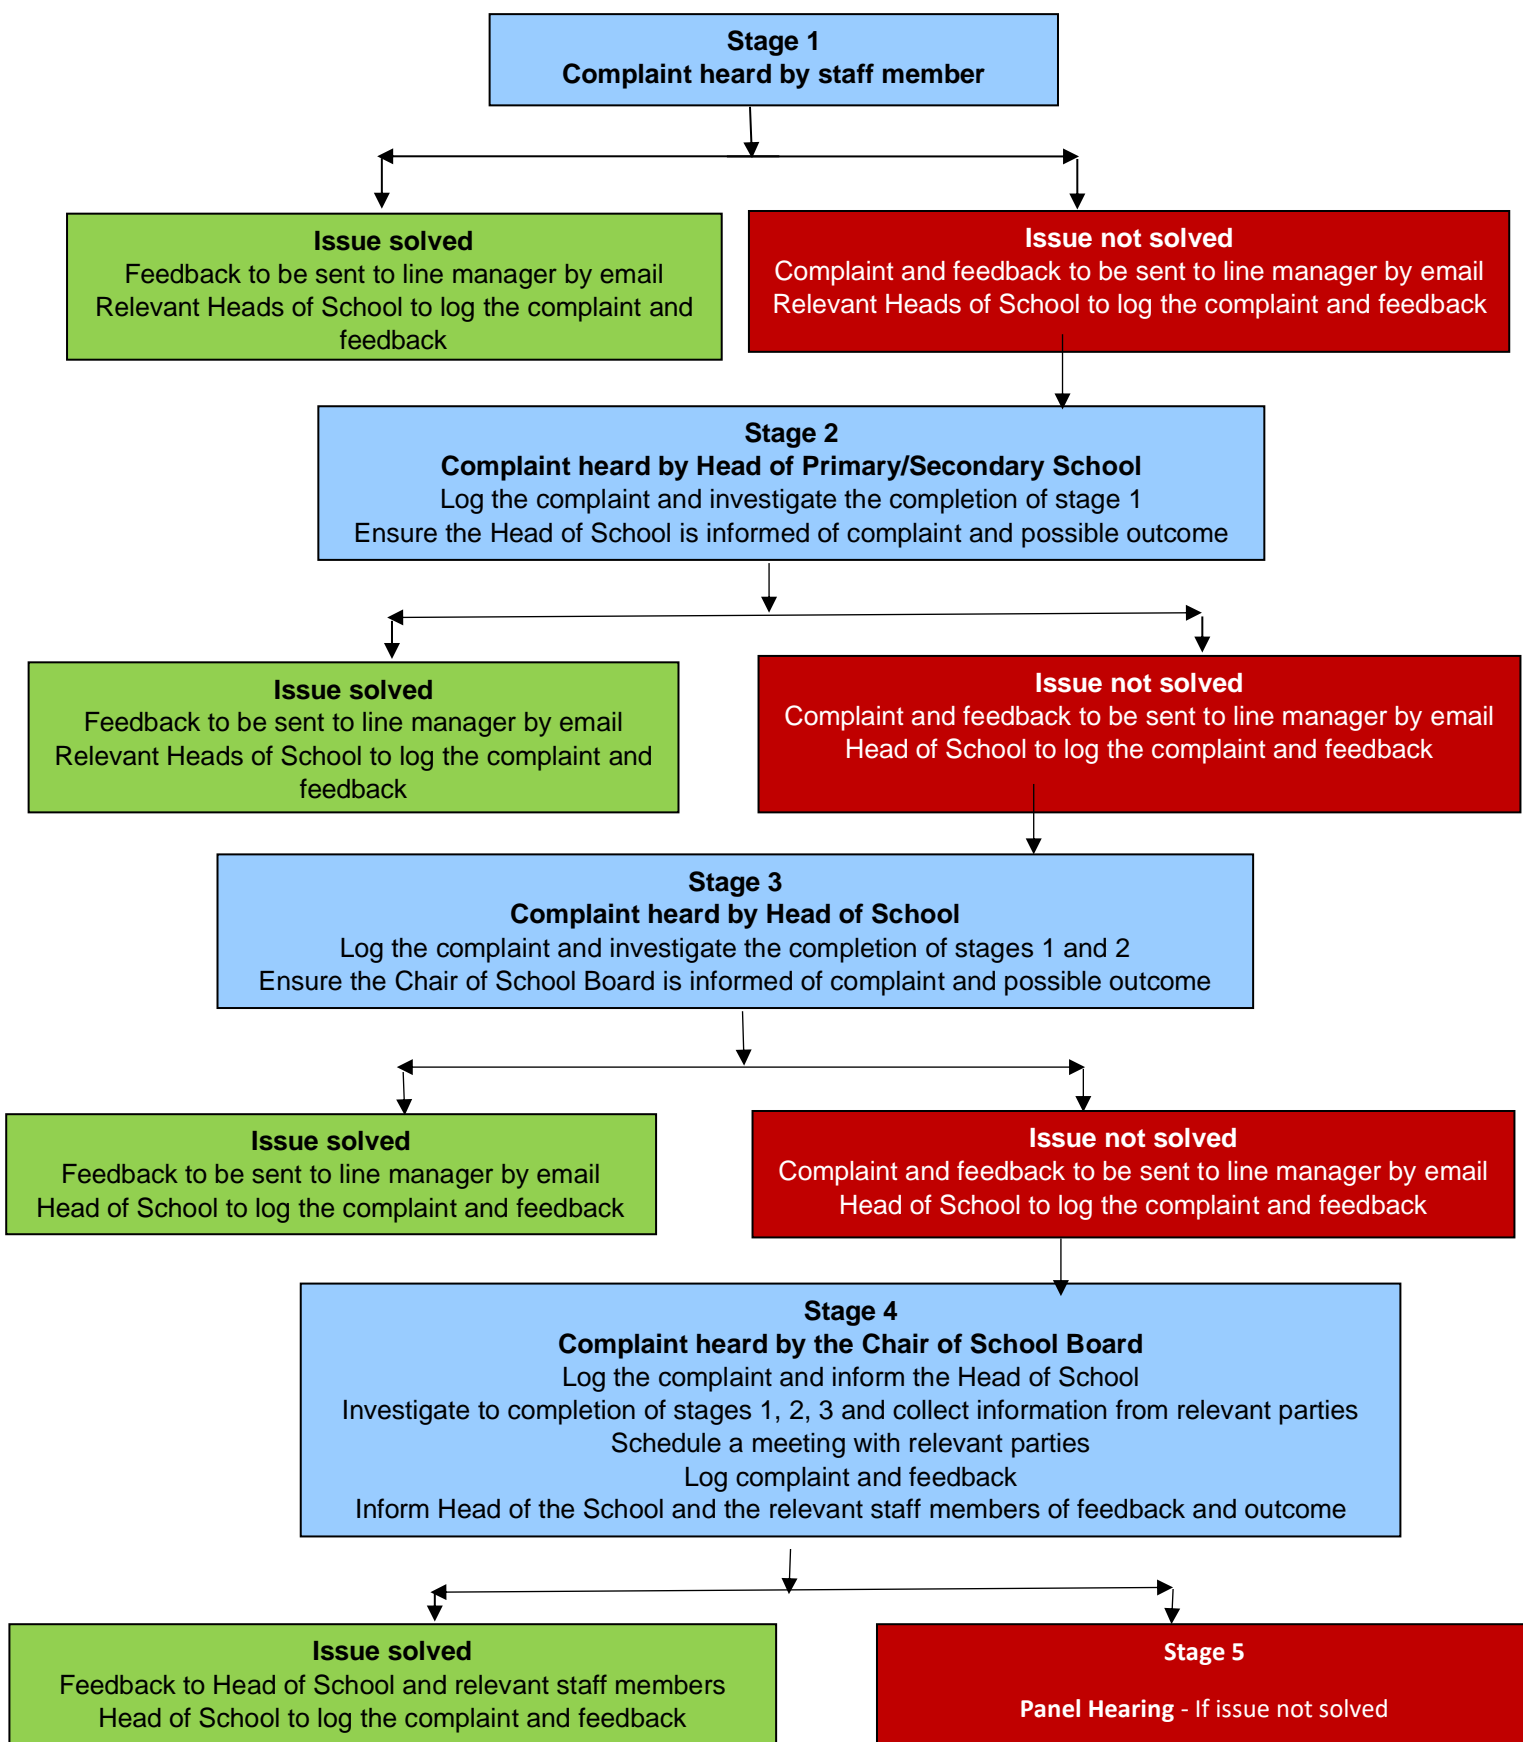 Stage 1
Complaint heard by staff member
Issue solved
Feedback to be sent to line manager by email
Relevant Heads of School to log the complaint and
feedback
Issue not solved
Complaint and feedback to be sent to line manager by email
Relevant Heads of School to log the complaint and feedback
Stage 2
Complaint heard by Head of Primary/Secondary School
Log the complaint and investigate the completion of stage 1
Ensure the Head of School is informed of complaint and possible outcome
Issue solved
Feedback to be sent to line manager by email
Relevant Heads of School to log the complaint and
feedback
Issue not solved
Complaint and feedback to be sent to line manager by email
Head of School to log the complaint and feedback
Stage 3
Complaint heard by Head of School
Log the complaint and investigate the completion of stages 1 and 2
Ensure the Chair of School Board is informed of complaint and possible outcome
Issue solved
Feedback to be sent to line manager by email
Head of School to log the complaint and feedback
Issue not solved
Complaint and feedback to be sent to line manager by email
Head of School to log the complaint and feedback
Stage 4
Complaint heard by the Chair of School Board
Log the complaint and inform the Head of School
Investigate to completion of stages 1, 2, 3 and collect information from relevant parties
Schedule a meeting with relevant parties
Log complaint and feedback
Inform Head of the School and the relevant staff members of feedback and outcome
Issue solved
Feedback to Head of School and relevant staff members
Head of School to log the complaint and feedback
Stage 5
Panel Hearing - If issue not solved